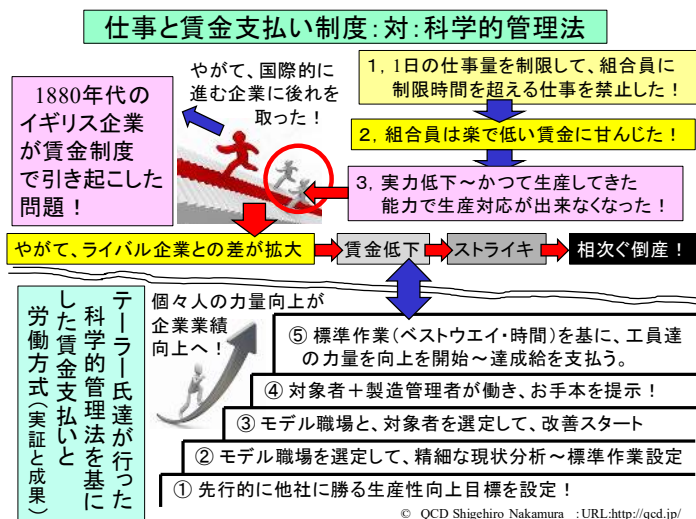 仕事と賃金支払い制度：対：科学的管理法
1880年代の
イギリス企業
が賃金制度
で引き起こした
問題！
やがて、国際的に
進む企業に後れを
取った！
1，1日の仕事量を制限して、組合員に
制限時間を超える仕事を禁止した！
2，組合員は楽で低い賃金に甘んじた！
3，実力低下～かつて生産してきた
能力で生産対応が出来なくなった！
やがて、ライバル企業との差が拡大
賃金低下
ストライキ
相次ぐ倒産！
テーラー氏達が行った
科学的管理法を基に
した賃金支払いと
労働方式（実証と成果）
個々人の力量向上が
企業業績
向上へ！
⑤ 標準作業（ベストウエイ・時間）を基に、工員達
の力量を向上を開始～達成給を支払う。
④ 対象者＋製造管理者が働き、お手本を提示！
③ モデル職場と、対象者を選定して、改善スタート
② モデル職場を選定して、精細な現状分析～標準作業設定
① 先行的に他社に勝る生産性向上目標を設定！
© QCD Shigehiro Nakamura ：URL:http://qcd.jp/